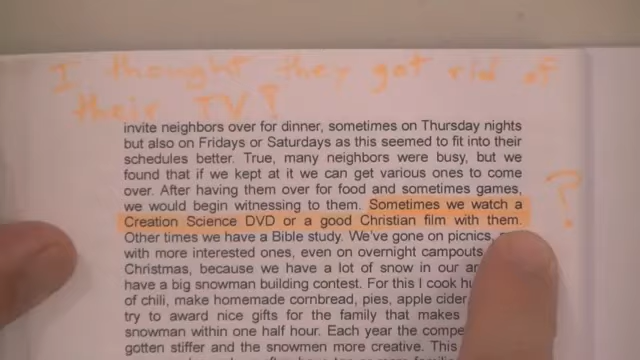 I thought they got rid of
their TV?
invite neighbors over for dinner, sometimes on Thursday nights
but also on Fridays or Saturdays as this seemed to fit into their
schedules better. True, many neighbors were busy, but we
found that if we kept at it we can get various ones to come
over. After having them over for food and sometimes games,
we would begin witnessing to them. Sometimes we watch a
Creation Science DVD or a good Christian film with them.
?
Other times we have a Bible study. We've gone on picnics,
with more interested ones, even on overnight campouts
Christmas, because we have a lot of snow in our
have a big snowman building contest. For this I cook
of chili, make homemade cornbread, pies, apple cider
try to award nice gifts for the family that makes
snowman within one half hour. Each year the
gotten stiffer and the snowmen more creative. This